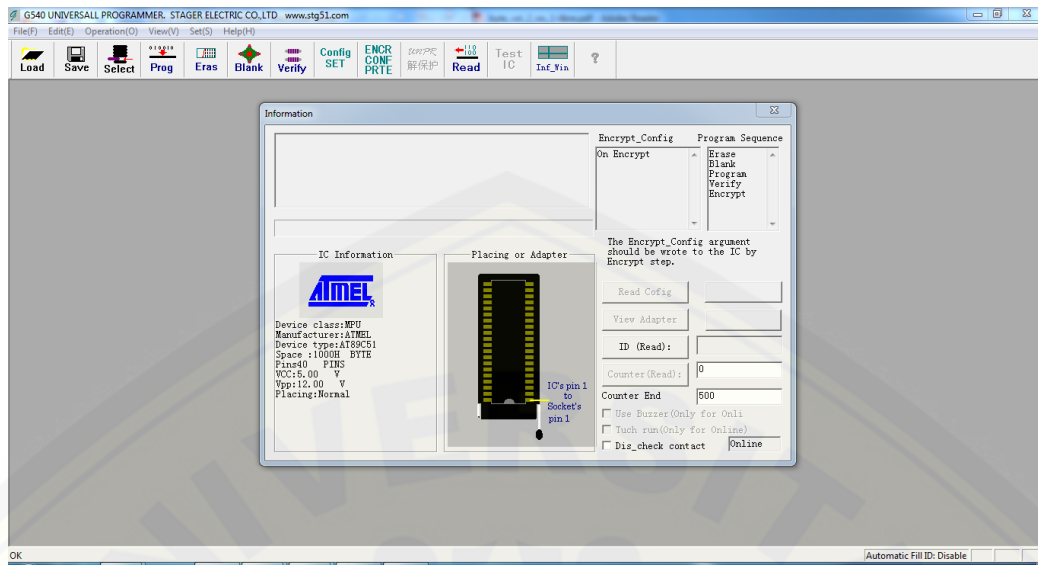 G540 UNIVERSALL PROGRAMMER. STAGER ELECTRIC CO.,LTD www.stg51.com
File(F) Edit(E) Operation(O) View(V) Set(S) Help(H)
Load
Save
Select
010010
Prog
Eras
Blank
Verify
Config
SET
ENCR
CONF
PRTE
UNPR
解保护
Read
Test
IC
Inf_Win
?
Information
Encrypt_Config
Program Sequence
On Encrypt
Erase
Blank
Program
Verify
Encrypt
The Encrypt_Config argument
should be wrote to the IC by
Encrypt step.
IC Information
ATMEL
R
Device class:MPU
Manufacturer:ATMEL
Device type:AT89C51
Space :1000H BYTE
Pins40 PINS
VCC:5.00 V
Vpp:12.00 V
Placing:Normal
Placing or Adapter
IC's pin 1
to
Socket's
pin 1
Read Cofig
View Adapter
ID (Read):
Counter(Read):
0
Counter End
500
Use Buzzer(Only for Onli
Tuch run(Only for Online)
Dis_check contact
Online
OK
Automatic Fill ID: Disable